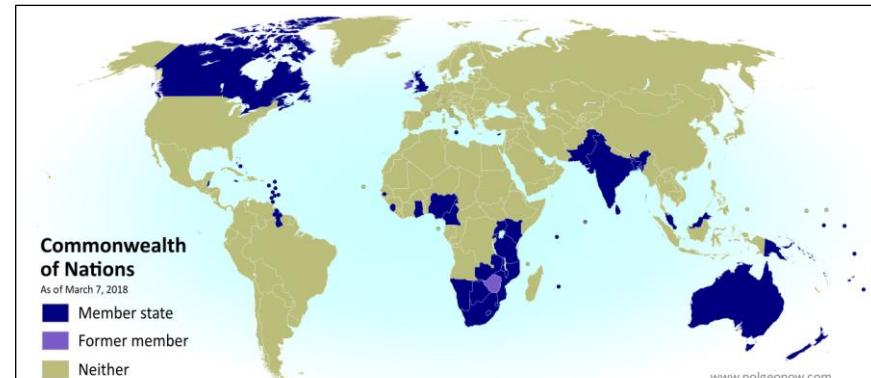 Commonwealth
of Nations
As of March 7, 2018
Member state
Former member
Neither
www.polgeonow.com